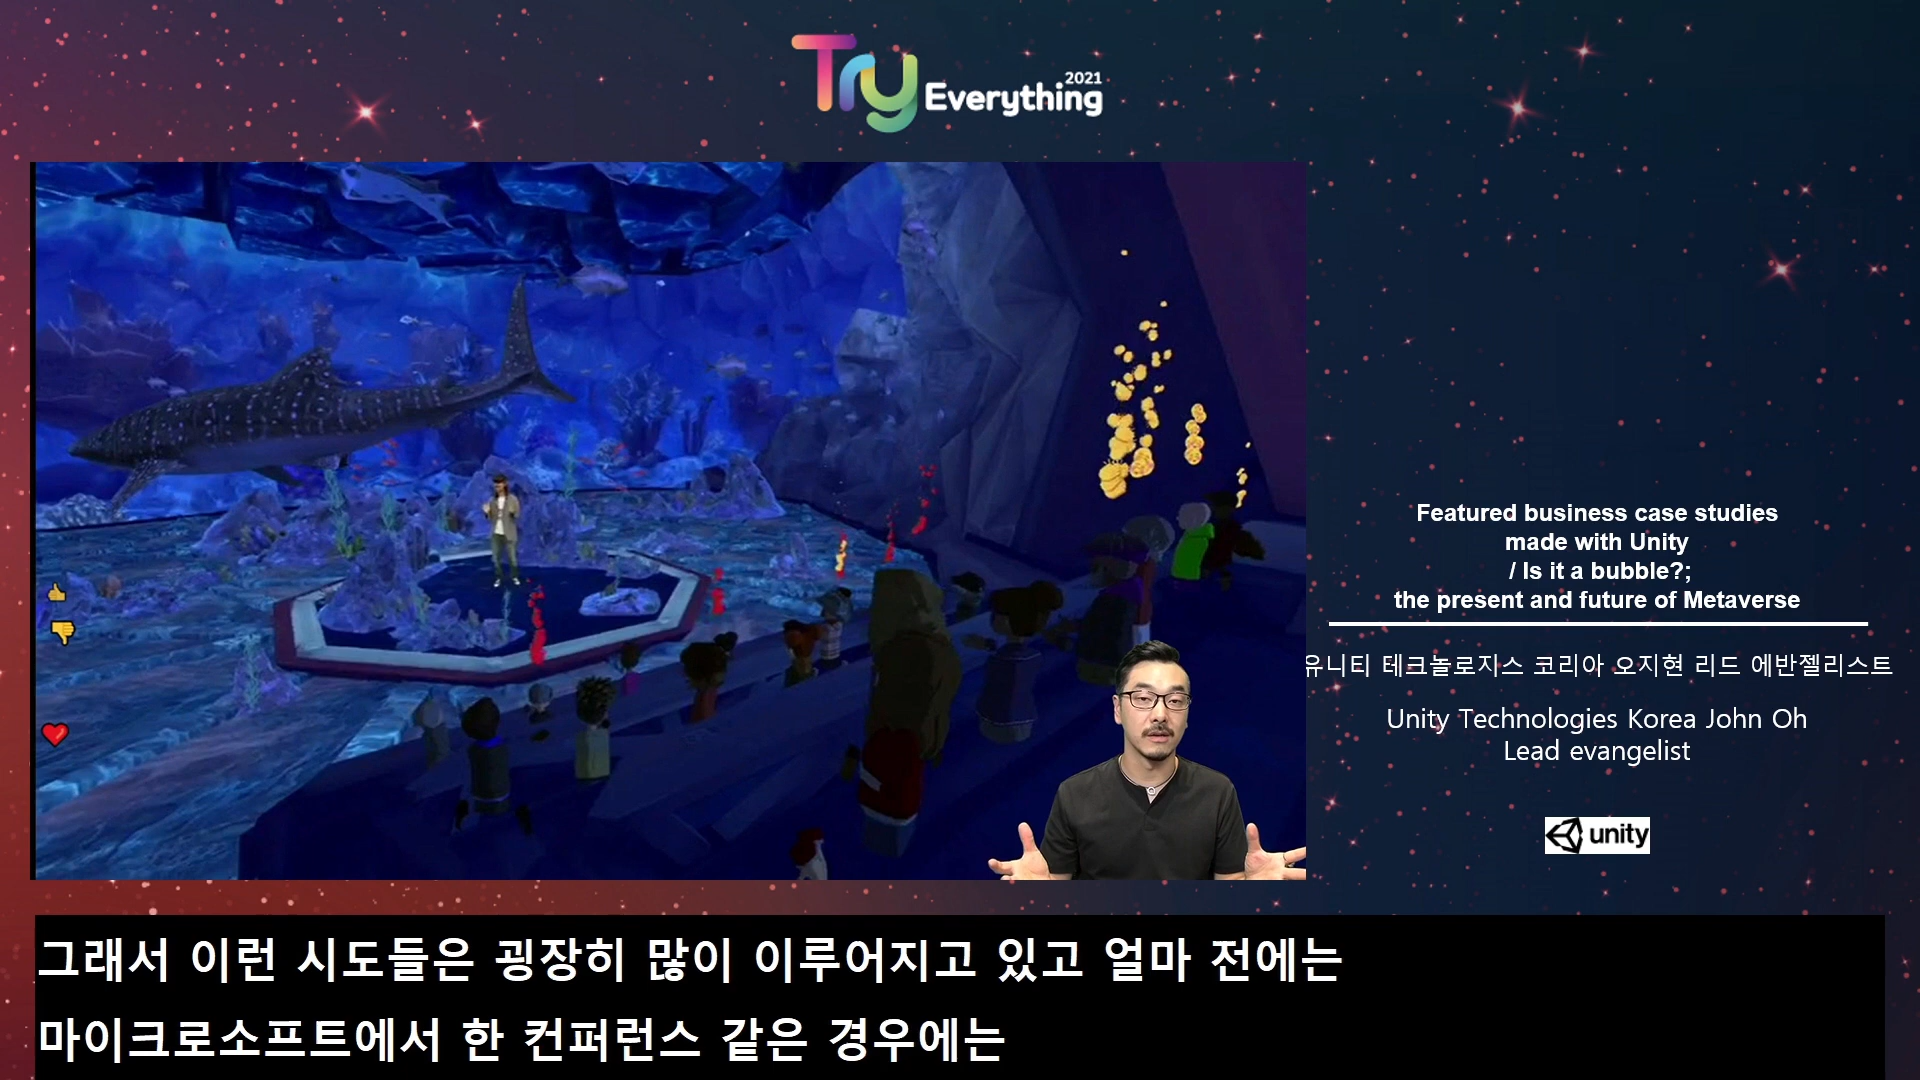 Try Everything 2021
Featured business case studies
made with Unity
/ Is it a bubble?;
the present and future of Metaverse
유니티 테크놀로지스 코리아 오지현 리드 에반젤리스트
Unity Technologies Korea John Oh
Lead evangelist
unity
그래서 이런 시도들은 굉장히 많이 이루어지고 있고 얼마 전에는
마이크로소프트에서 한 컨퍼런스 같은 경우에는